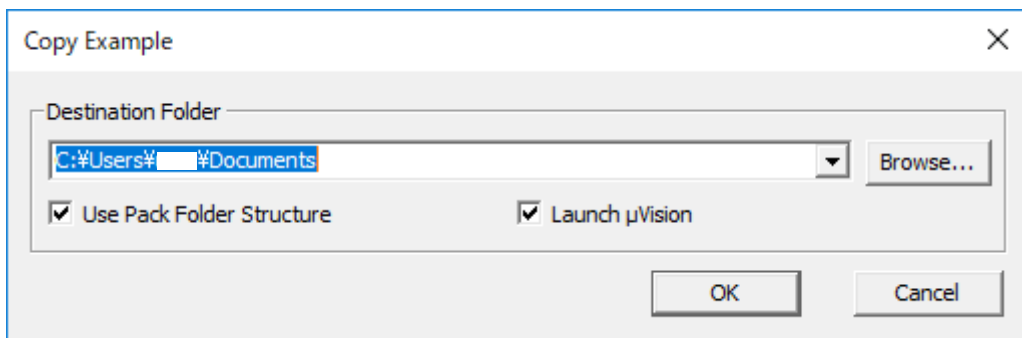 Copy Example
Destination Folder
C:¥Users¥ ¥Documents
Browse...
Use Pack Folder Structure
Launch µVision
OK
Cancel